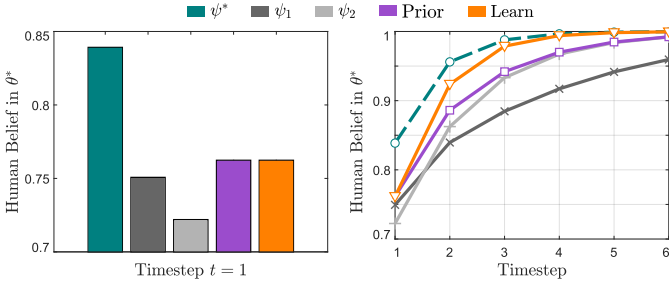 ψ* ψ₁ ψ₂ Prior Learn
Human Belief in θ*
0.85
0.8
0.75
0.7
Timestep t = 1
Human Belief in θ*
1
0.9
0.8
0.7
1 2 3 4 5 6
Timestep